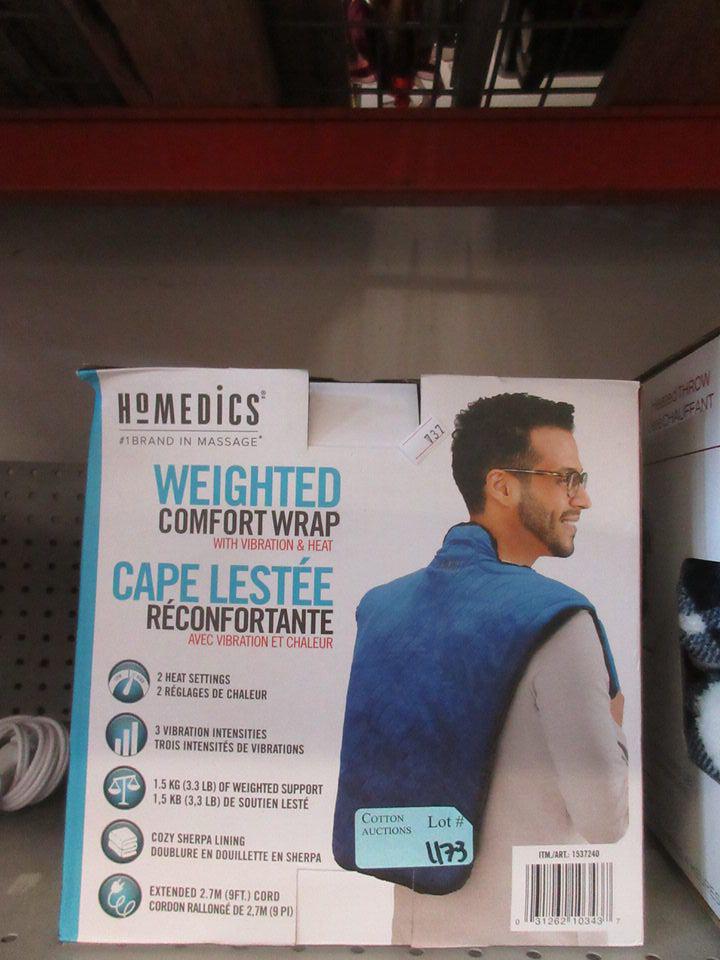 HoMEDiCS®
#1 BRAND IN MASSAGE*
737
WEIGHTED
COMFORT WRAP
WITH VIBRATION & HEAT
CAPE LESTÉE
RÉCONFORTANTE
AVEC VIBRATION ET CHALEUR
2 HEAT SETTINGS
2 RÉGLAGES DE CHALEUR
3 VIBRATION INTENSITIES
TROIS INTENSITÉS DE VIBRATIONS
1.5 KG (3.3 LB) OF WEIGHTED SUPPORT
1,5 KB (3,3 LB) DE SOUTIEN LESTÉ
COZY SHERPA LINING
DOUBLURE EN DOUILLETTE EN SHERPA
EXTENDED 2.7M (9FT.) CORD
CORDON RALLONGÉ DE 2,7M (9 PI)
COTTON
AUCTIONS
Lot #
1173
ITM./ART.: 1537240
0 31262 10343 7
Heated THROW
CHAUFFANT